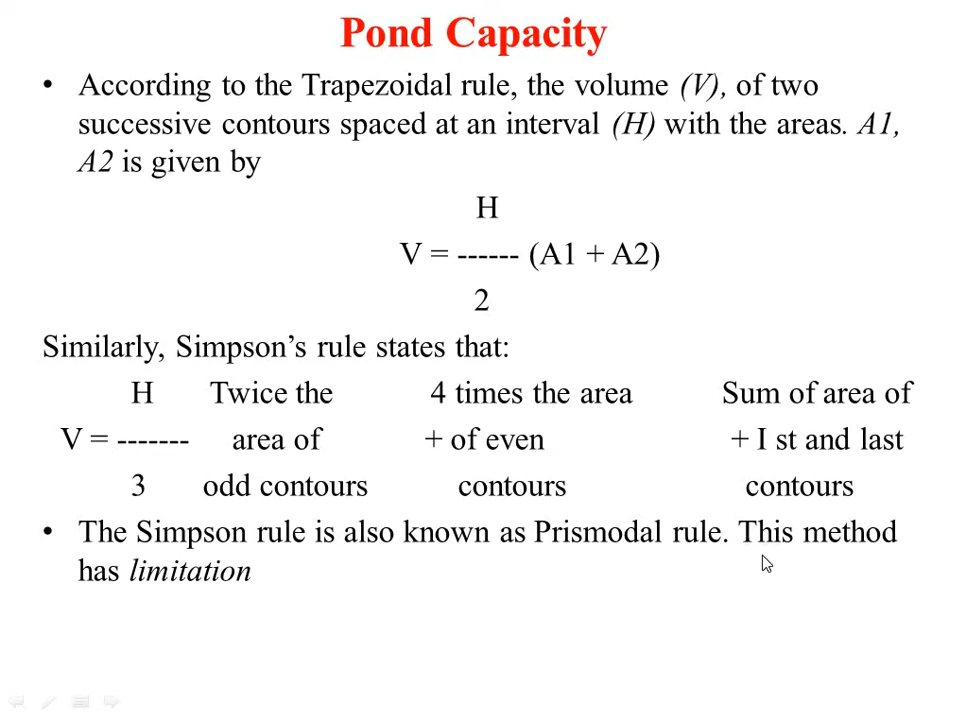 Pond Capacity
• According to the Trapezoidal rule, the volume (V), of two
successive contours spaced at an interval (H) with the areas. A1,
A2 is given by
H
V = ------ (A1 + A2)
2
Similarly, Simpson’s rule states that:
H Twice the 4 times the area Sum of area of
V = ------- area of + of even + I st and last
3 odd contours contours contours
• The Simpson rule is also known as Prismodal rule. This method
has limitation